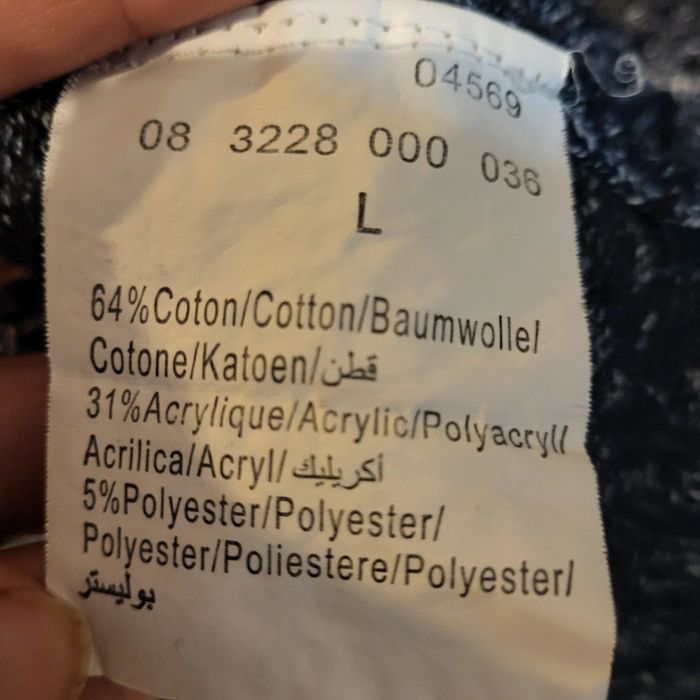 04569
08 3228 000 036
L
64%Coton/Cotton/Baumwolle/
Cotone/Katoen/قطن
31%Acrylique/Acrylic/Polyacryl/
Acrilica/Acryl/أكريليك
5%Polyester/Polyester/
Polyester/Poliestere/Polyester/
بوليستر